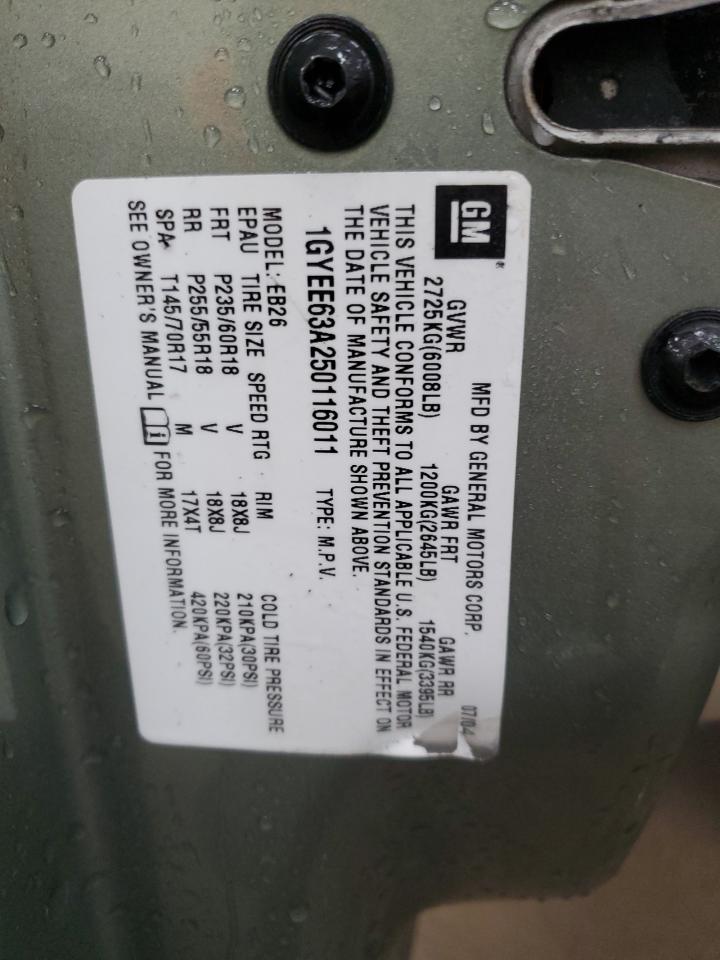 GM®
MFD BY GENERAL MOTORS CORP. 07/04
GVWR GAWR FRT GAWR RR
2725KG(6008LB) 1200KG(2645LB) 1540KG(3395LB)
THIS VEHICLE CONFORMS TO ALL APPLICABLE U.S. FEDERAL MOTOR
VEHICLE SAFETY AND THEFT PREVENTION STANDARDS IN EFFECT ON
THE DATE OF MANUFACTURE SHOWN ABOVE.
1GYEE63A250116011 TYPE: M.P.V.
MODEL: EB26
EPAU TIRE SIZE SPEED RTG RIM COLD TIRE PRESSURE
FRT P235/60R18 V 18X8J 210KPA(30PSI)
RR P255/55R18 V 18X8J 220KPA(32PSI)
SPA T145/70R17 M 17X4T 420KPA(60PSI)
SEE OWNER'S MANUAL i FOR MORE INFORMATION.